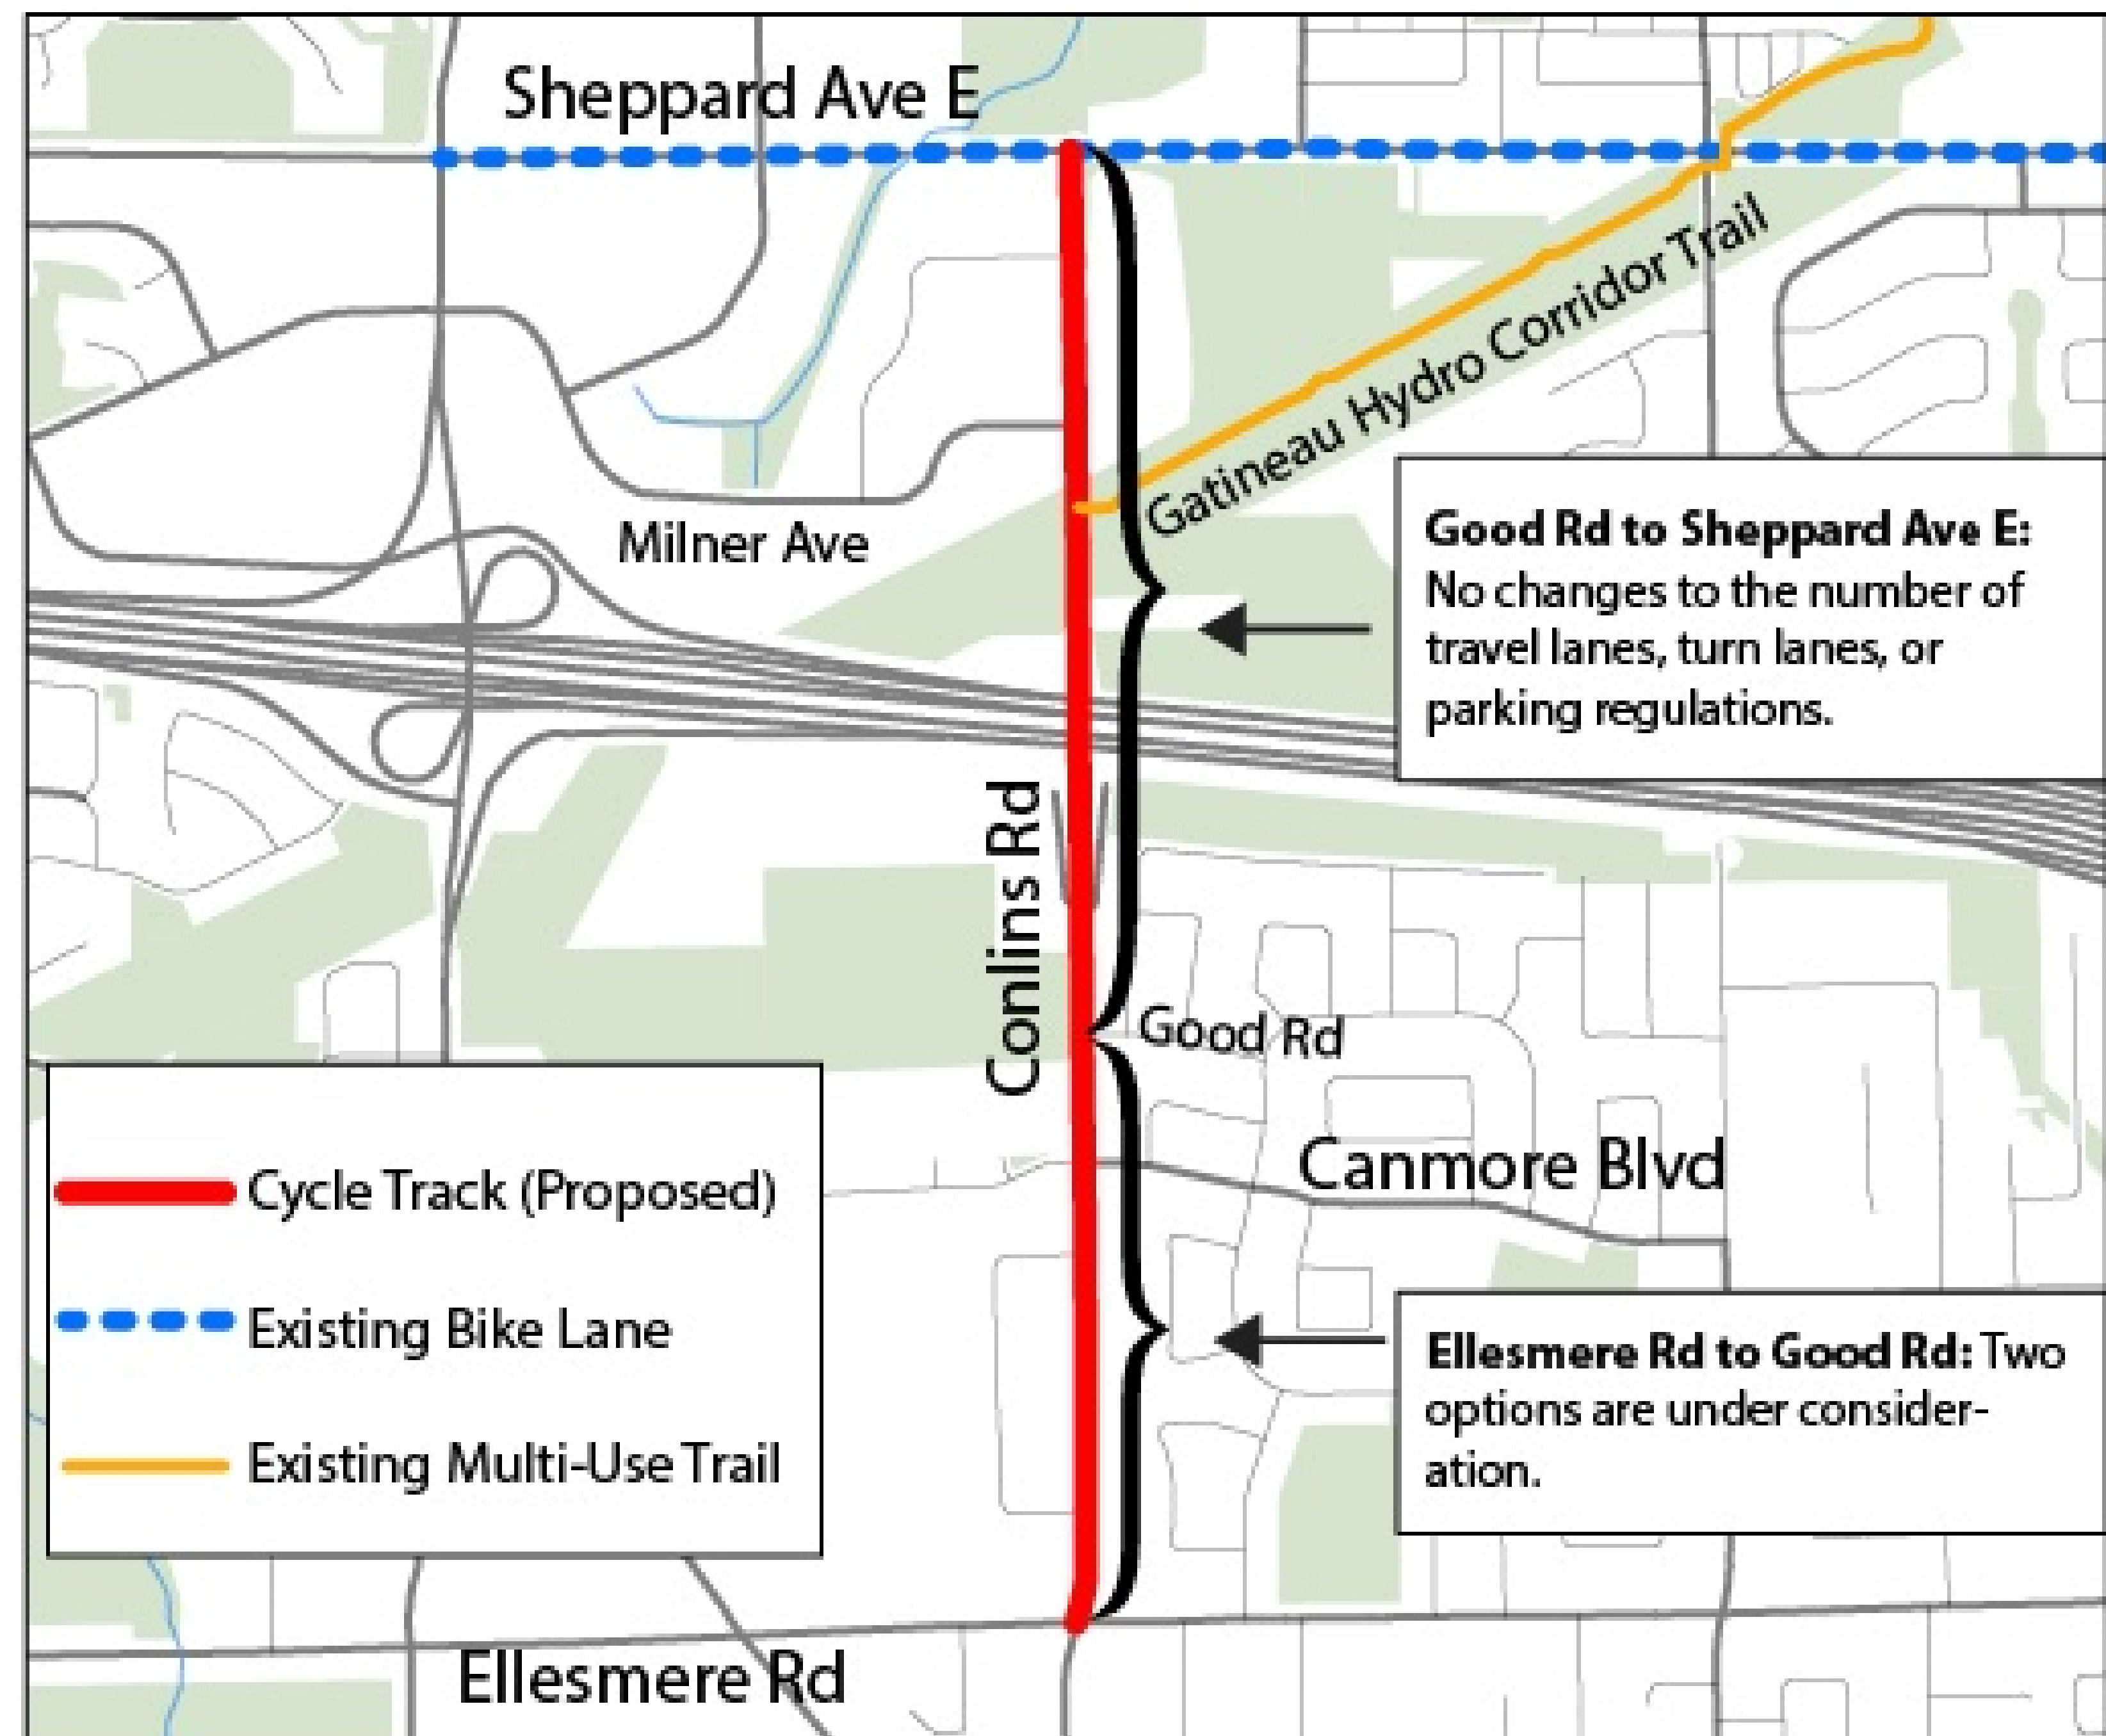 Sheppard Ave E
Gatineau Hydro Corridor Trail
Milner Ave
Good Rd to Sheppard Ave E:
No changes to the number of
travel lanes, turn lanes, or
parking regulations.
Conlins Rd
Good Rd
Canmore Blvd
Cycle Track (Proposed)
Existing Bike Lane
Existing Multi-Use Trail
Ellesmere Rd to Good Rd: Two
options are under consider-
ation.
Ellesmere Rd